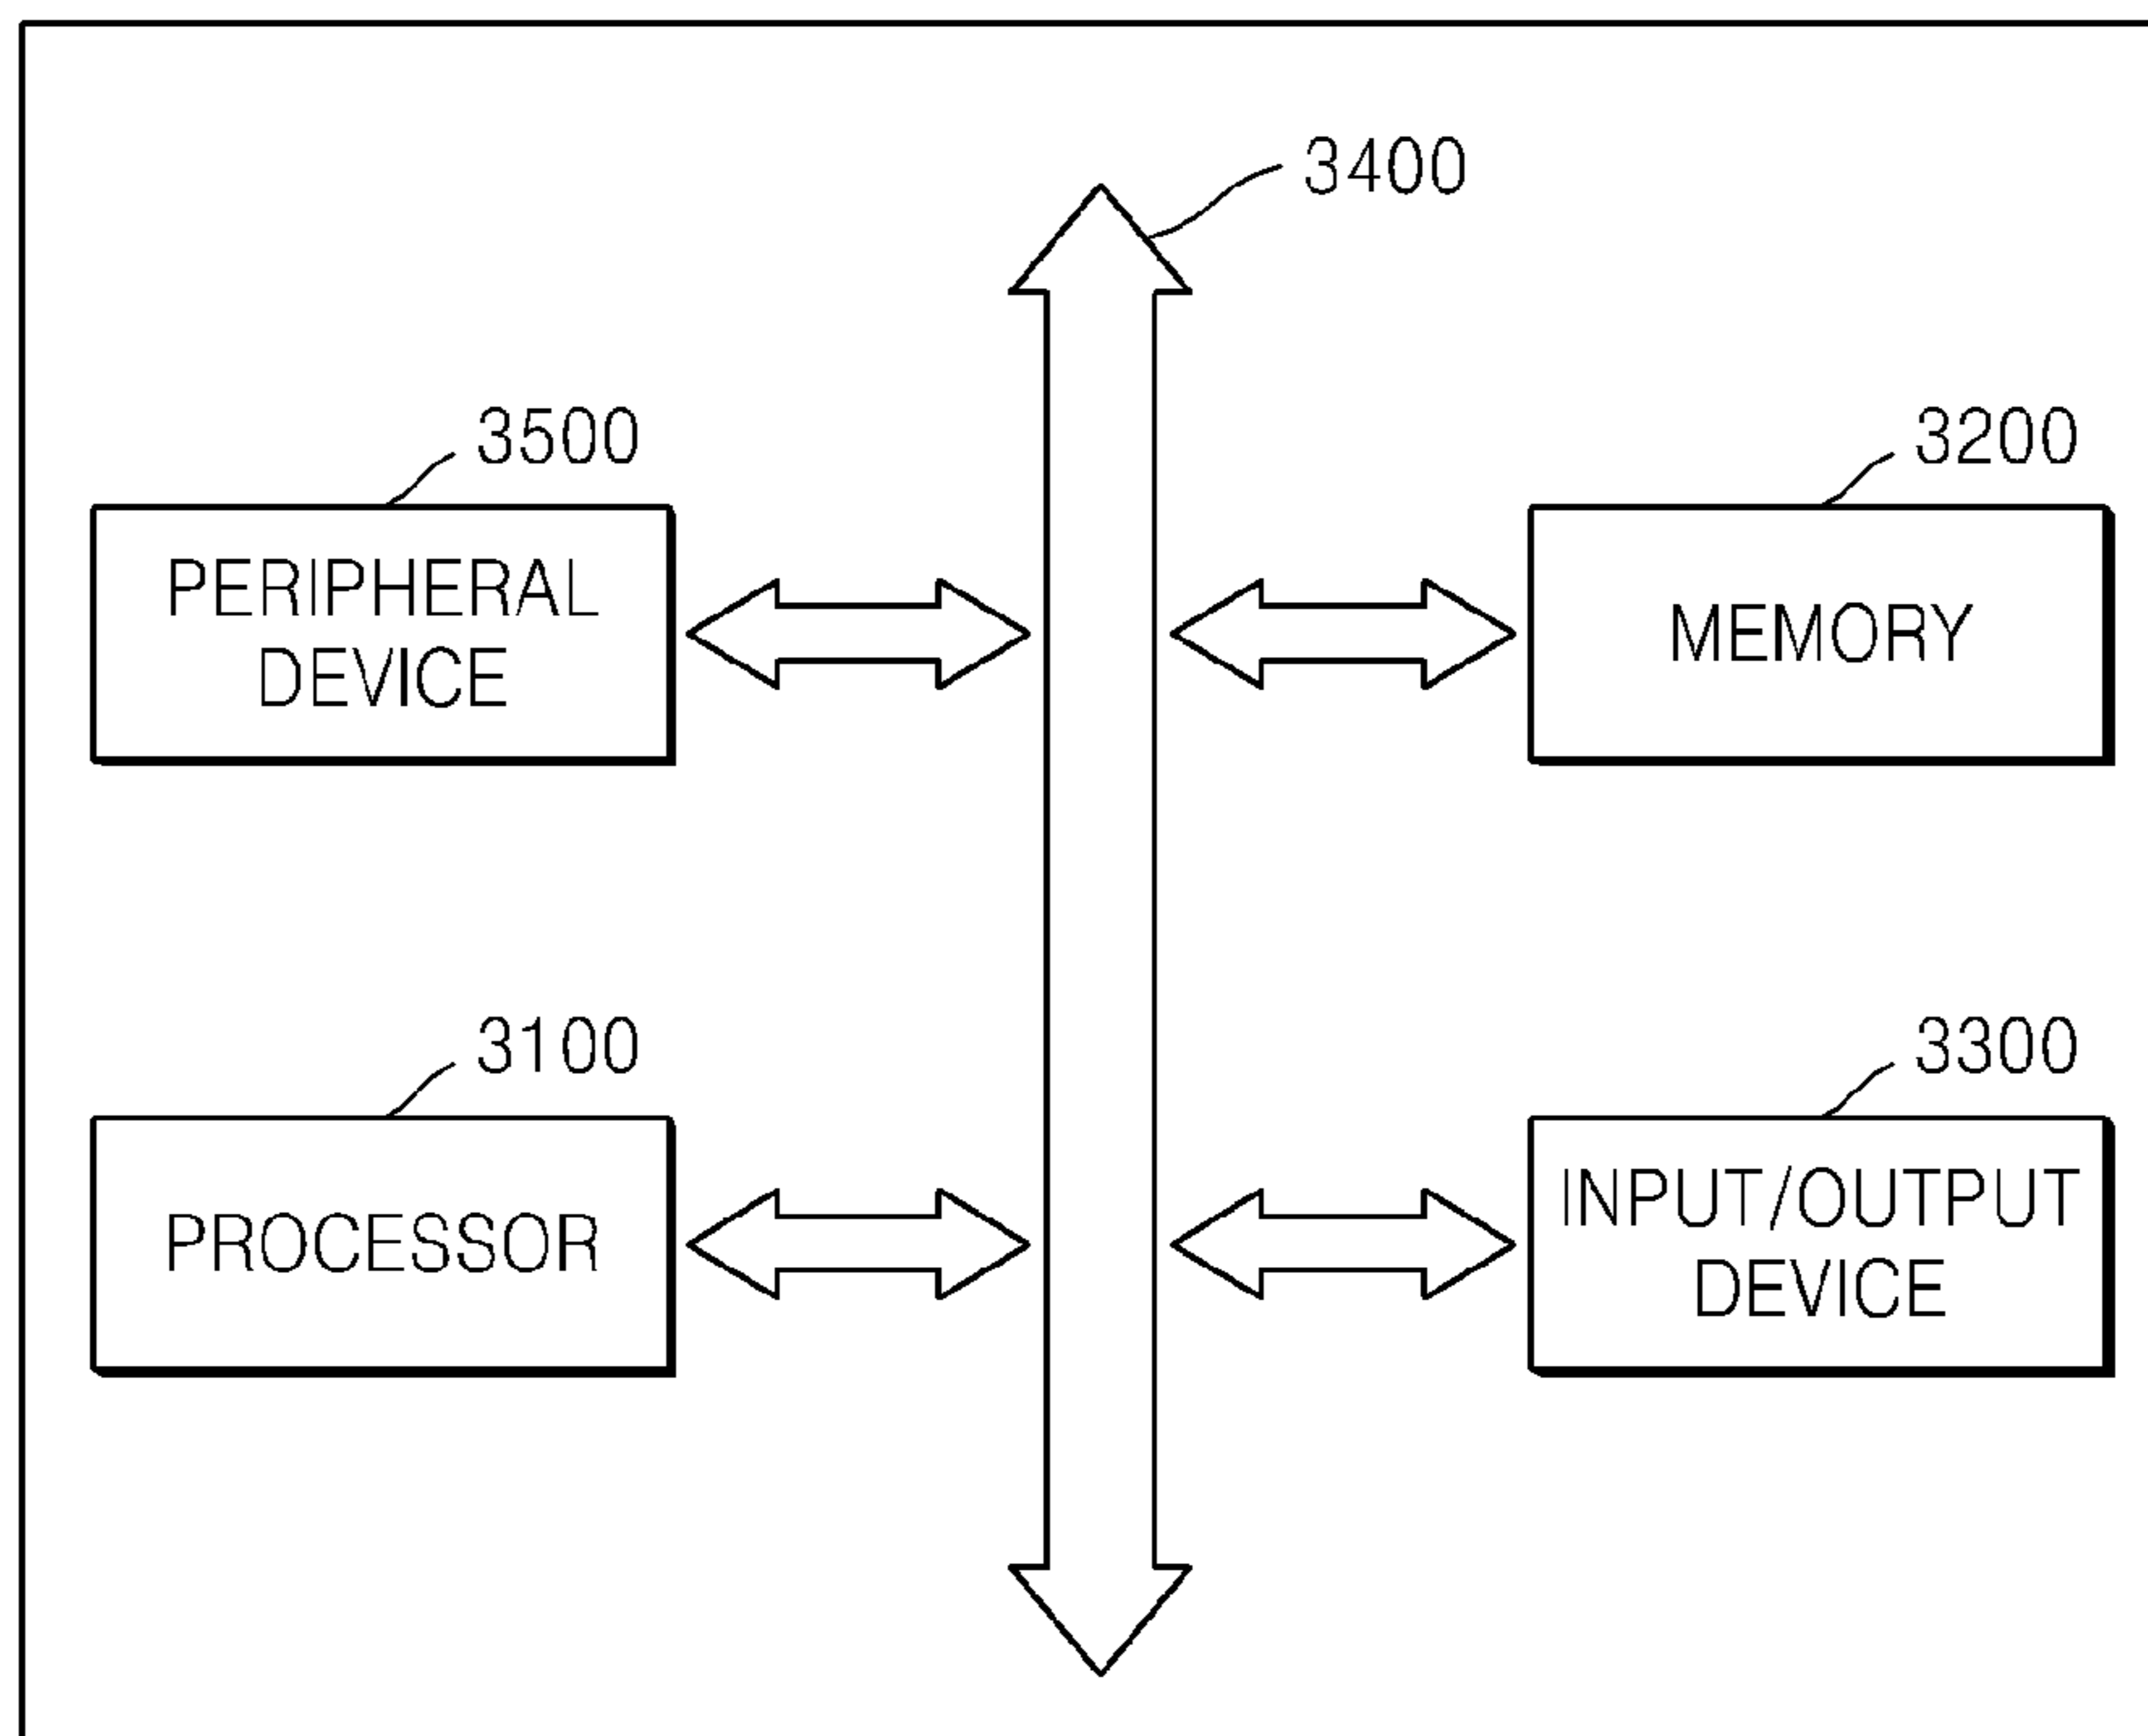 3400
3500
PERIPHERAL
DEVICE
3200
MEMORY
3100
PROCESSOR
3300
INPUT/OUTPUT
DEVICE